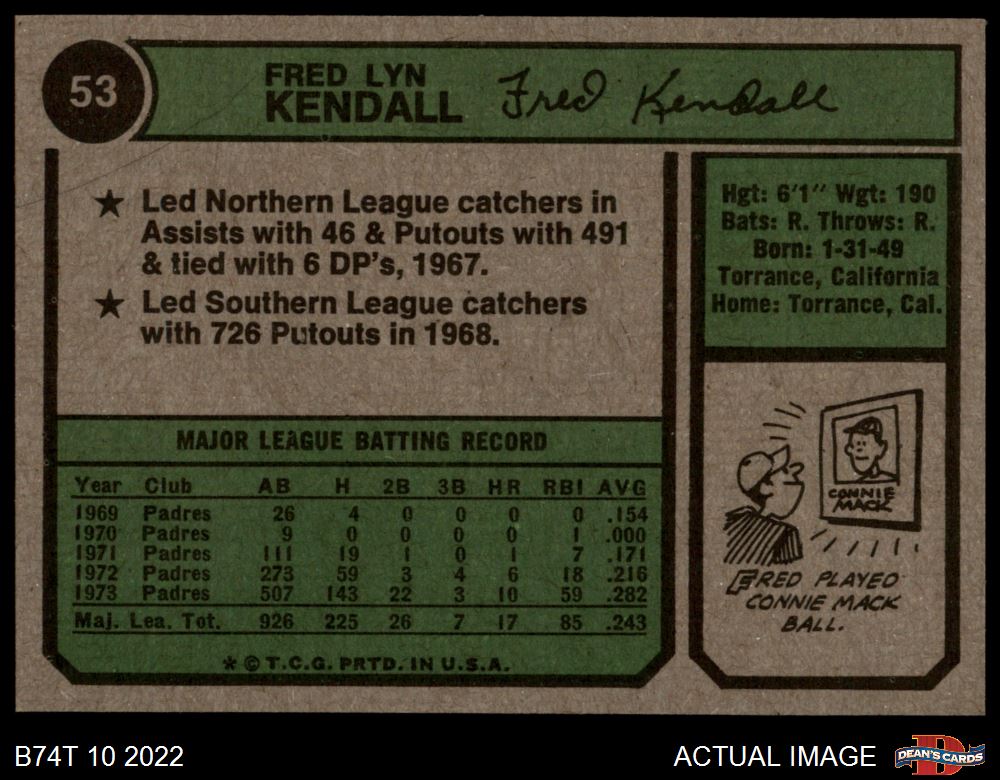 53
FRED LYN
KENDALL
Fred Kendall
★ Led Northern League catchers in
Assists with 46 & Putouts with 491
& tied with 6 DP's, 1967.
★ Led Southern League catchers
with 726 Putouts in 1968.
Hgt: 6'1" Wgt: 190
Bats: R. Throws: R.
Born: 1-31-49
Torrance, California
Home: Torrance, Cal.
MAJOR LEAGUE BATTING RECORD
Year Club AB H 2B 3B HR RBI AVG
1969 Padres 26 4 0 0 0 0 .154
1970 Padres 9 0 0 0 0 1 .000
1971 Padres 111 19 1 0 1 7 .171
1972 Padres 273 59 3 4 6 18 .216
1973 Padres 507 143 22 3 10 59 .282
Maj. Lea. Tot. 926 225 26 7 17 85 .243
* © T.C.G. PRTD. IN U.S.A.
CONNIE
MACK
FRED PLAYED
CONNIE MACK
BALL.
B74T 10 2022
ACTUAL IMAGE
D
DEAN'S CARDS